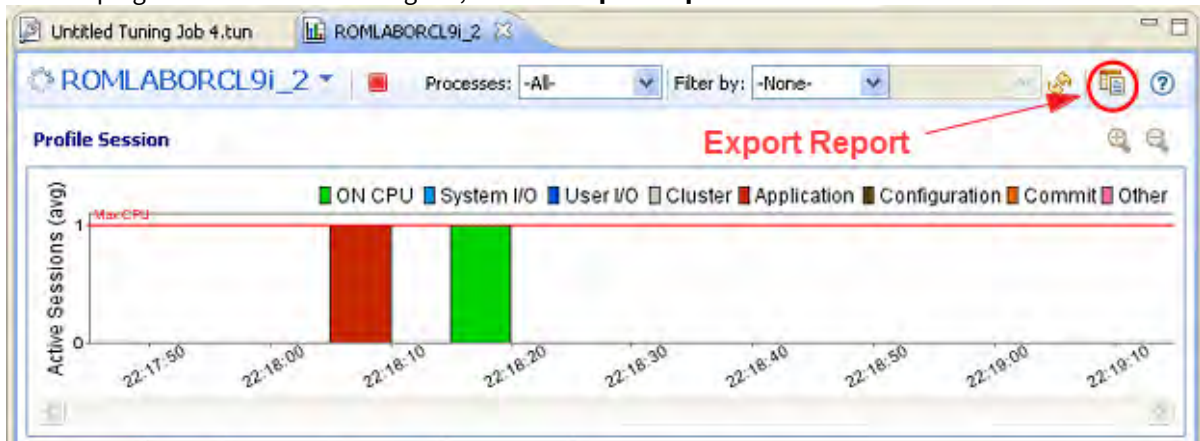 Untitled Tuning Job 4.tun ROMLABORCL9i_2
ROMLABORCL9i_2 Processes: -All- Filter by: -None-
Export Report
Profile Session
ON CPU System I/O User I/O Cluster Application Configuration Commit Other
Max CPU
Active Sessions (avg)
1
0
22:17:50 22:18:00 22:18:10 22:18:20 22:18:30 22:18:40 22:18:50 22:19:00 22:19:10